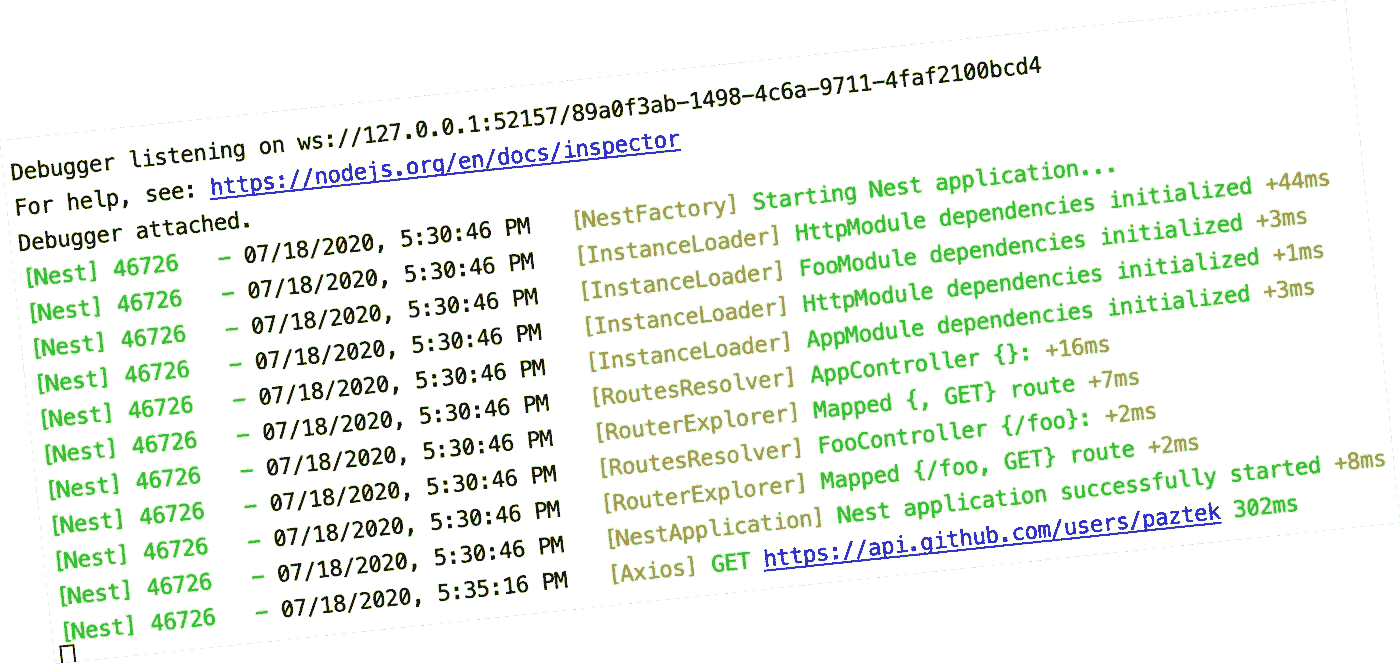 Debugger listening on ws://127.0.0.1:52157/89a0f3ab-1498-4c6a-9711-4faf2100bcd4
For help, see: https://nodejs.org/en/docs/inspector
Debugger attached.
[Nest] 46726   - 07/18/2020, 5:30:46 PM   [NestFactory] Starting Nest application...
[Nest] 46726   - 07/18/2020, 5:30:46 PM   [InstanceLoader] HttpModule dependencies initialized +44ms
[Nest] 46726   - 07/18/2020, 5:30:46 PM   [InstanceLoader] FooModule dependencies initialized +3ms
[Nest] 46726   - 07/18/2020, 5:30:46 PM   [InstanceLoader] HttpModule dependencies initialized +1ms
[Nest] 46726   - 07/18/2020, 5:30:46 PM   [InstanceLoader] AppModule dependencies initialized +3ms
[Nest] 46726   - 07/18/2020, 5:30:46 PM   [RoutesResolver] AppController {}: +16ms
[Nest] 46726   - 07/18/2020, 5:30:46 PM   [RouterExplorer] Mapped {, GET} route +7ms
[Nest] 46726   - 07/18/2020, 5:30:46 PM   [RoutesResolver] FooController {/foo}: +2ms
[Nest] 46726   - 07/18/2020, 5:30:46 PM   [RouterExplorer] Mapped {/foo, GET} route +2ms
[Nest] 46726   - 07/18/2020, 5:30:46 PM   [NestApplication] Nest application successfully started +8ms
[Nest] 46726   - 07/18/2020, 5:35:16 PM   [Axios] GET https://api.github.com/users/paztek 302ms